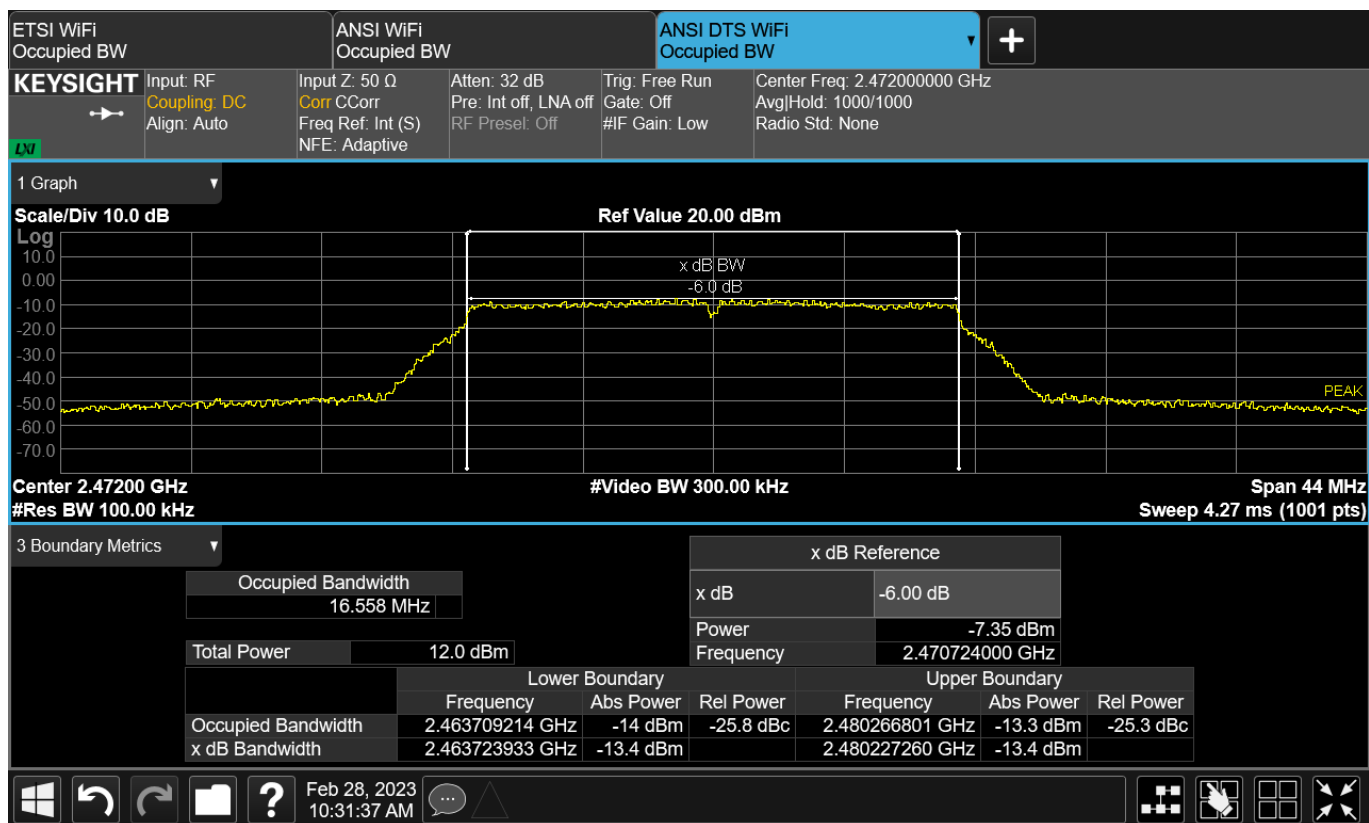 ETSI WiFi
Occupied BW
ANSI WiFi
Occupied BW
ANSI DTS WiFi
Occupied BW
KEYSIGHT
LXI
Input: RF
Coupling: DC
Align: Auto
Input Z: 50 Ω
Corr CCorr
Freq Ref: Int (S)
NFE: Adaptive
Atten: 32 dB
Pre: Int off, LNA off
RF Presel: Off
Trig: Free Run
Gate: Off
#IF Gain: Low
Center Freq: 2.472000000 GHz
Avg|Hold: 1000/1000
Radio Std: None
1 Graph
Scale/Div 10.0 dB
Ref Value 20.00 dBm
Log
10.0
0.00
-10.0
-20.0
-30.0
-40.0
-50.0
-60.0
-70.0
x dB BW
-6.0 dB
PEAK
Center 2.47200 GHz
#Video BW 300.00 kHz
Span 44 MHz
#Res BW 100.00 kHz
Sweep 4.27 ms (1001 pts)
3 Boundary Metrics
Occupied Bandwidth
16.558 MHz
Total Power 12.0 dBm
x dB Reference
x dB -6.00 dB
Power -7.35 dBm
Frequency 2.470724000 GHz
Lower Boundary Upper Boundary
Frequency Abs Power Rel Power Frequency Abs Power Rel Power
Occupied Bandwidth 2.463709214 GHz -14 dBm -25.8 dBc 2.480266801 GHz -13.3 dBm -25.3 dBc
x dB Bandwidth 2.463723933 GHz -13.4 dBm 2.480227260 GHz -13.4 dBm
Feb 28, 2023
10:31:37 AM